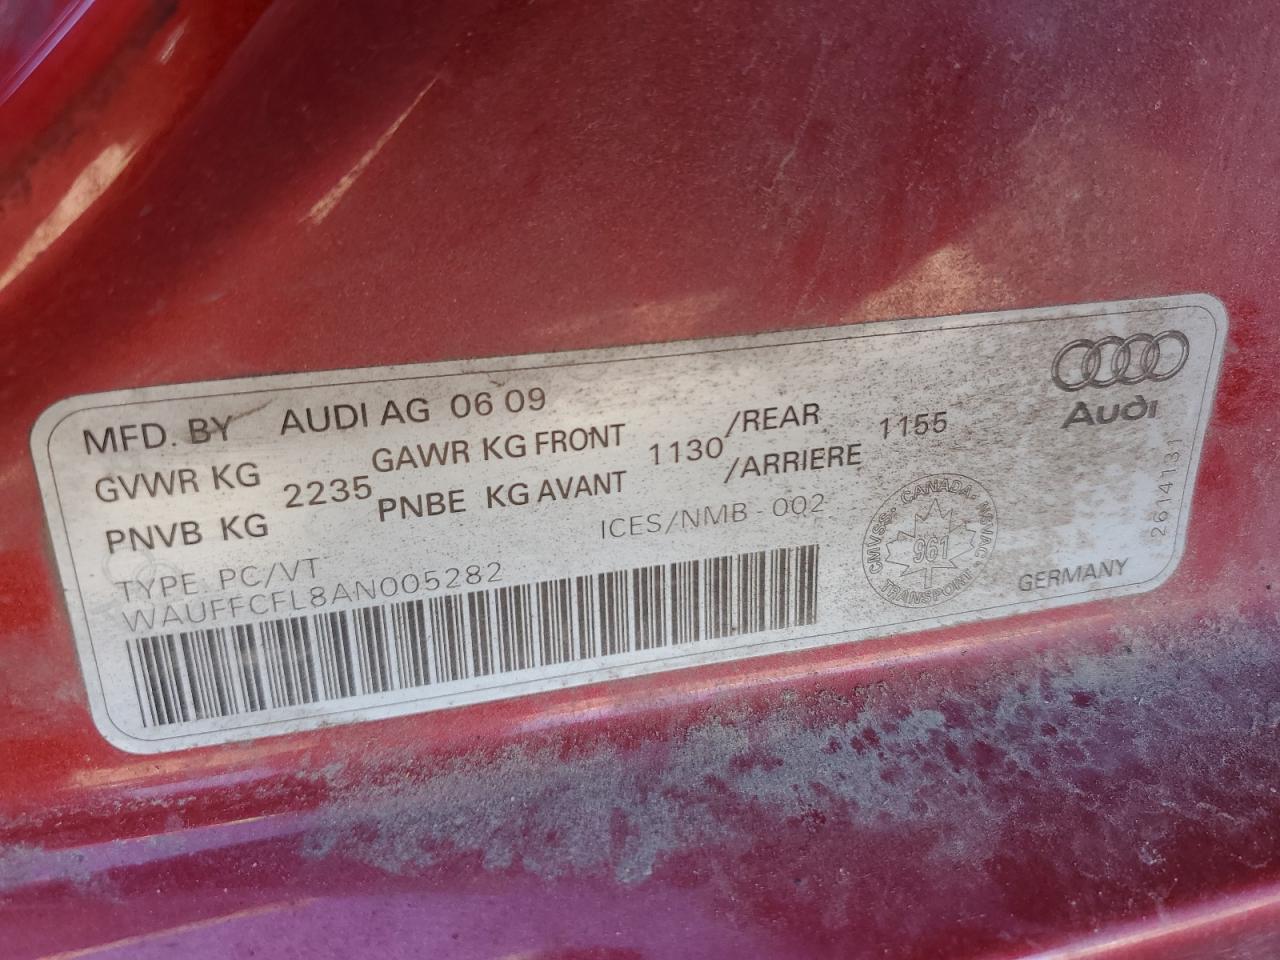 MFD. BY AUDI AG 06 09
GVWR KG 2235 GAWR KG FRONT 1130 /REAR 1155
PNVB KG PNBE KG AVANT /ARRIERE
ICES/NMB-002
TYPE PC/VT
WAUFFCFL8AN005282
Audi
2614131
CMVSS. CANADA. NSVAC
961
TRANSPORT
GERMANY